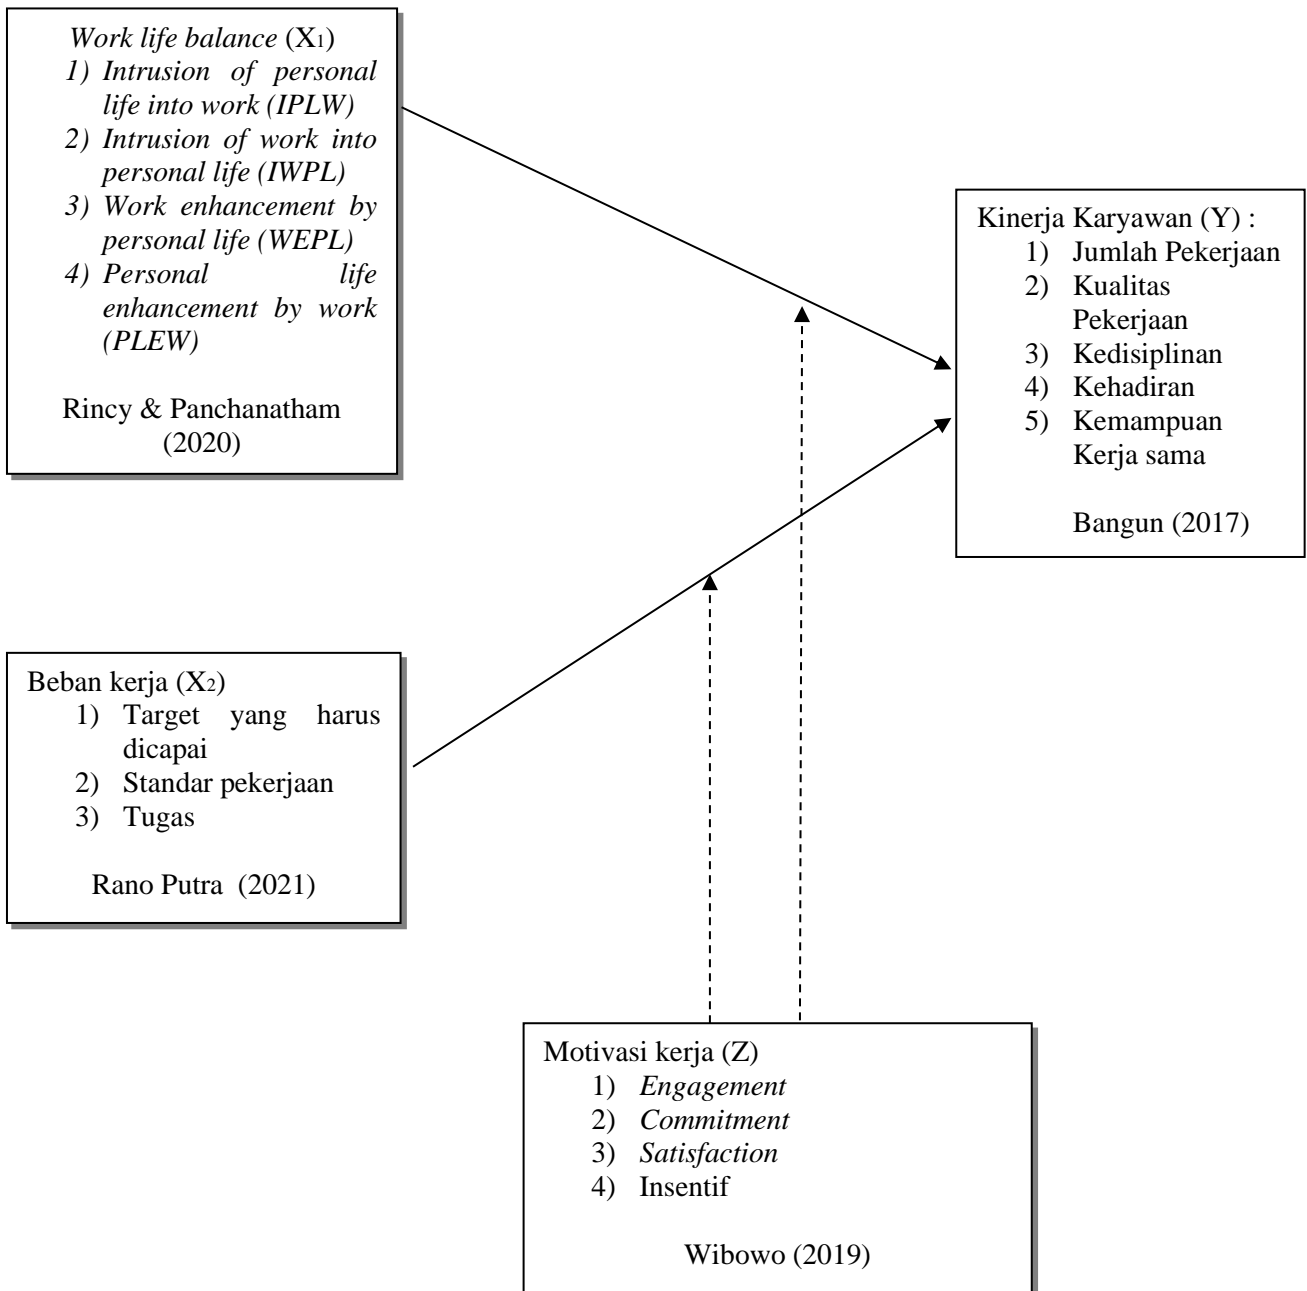 Work life balance (X1)
1) Intrusion of personal
life into work (IPLW)
2) Intrusion of work into
personal life (IWPL)
3) Work enhancement by
personal life (WEPL)
4) Personal life
enhancement by work
(PLEW)
Rincy & Panchanatham
(2020)
Kinerja Karyawan (Y) :
1) Jumlah Pekerjaan
2) Kualitas
Pekerjaan
3) Kedisiplinan
4) Kehadiran
5) Kemampuan
Kerja sama
Bangun (2017)
Beban kerja (X2)
1) Target yang harus
dicapai
2) Standar pekerjaan
3) Tugas
Rano Putra (2021)
Motivasi kerja (Z)
1) Engagement
2) Commitment
3) Satisfaction
4) Insentif
Wibowo (2019)